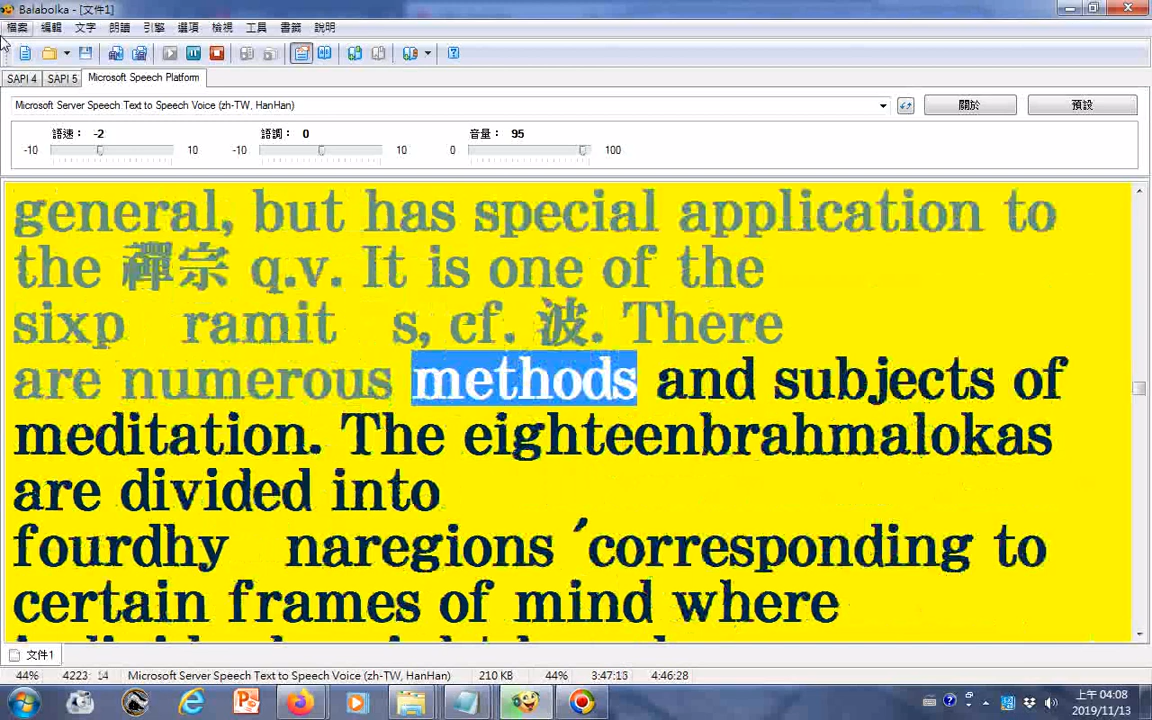 Balabolka - [文件1]
檔案 編輯 文字 朗讀 引擎 選項 檢視 工具 書籤 說明
SAPI 4 SAPI 5 Microsoft Speech Platform
Microsoft Server Speech Text to Speech Voice (zh-TW, HanHan) 關於 預設
語速： -2 語調： 0 音量： 95
-10 10 -10 10 0 100
general, but has special application to
the 禪宗 q.v. It is one of the
sixp ramit s, cf. 波. There
are numerous methods and subjects of
meditation. The eighteenbrahmalokas
are divided into
fourdhy naregions ′corresponding to
certain frames of mind where
文件1
44% Microsoft Server Speech Text to Speech Voice (zh-TW, HanHan) 210 KB 44% 3:47:13 4:46:28
上午 04:08
2019/11/13